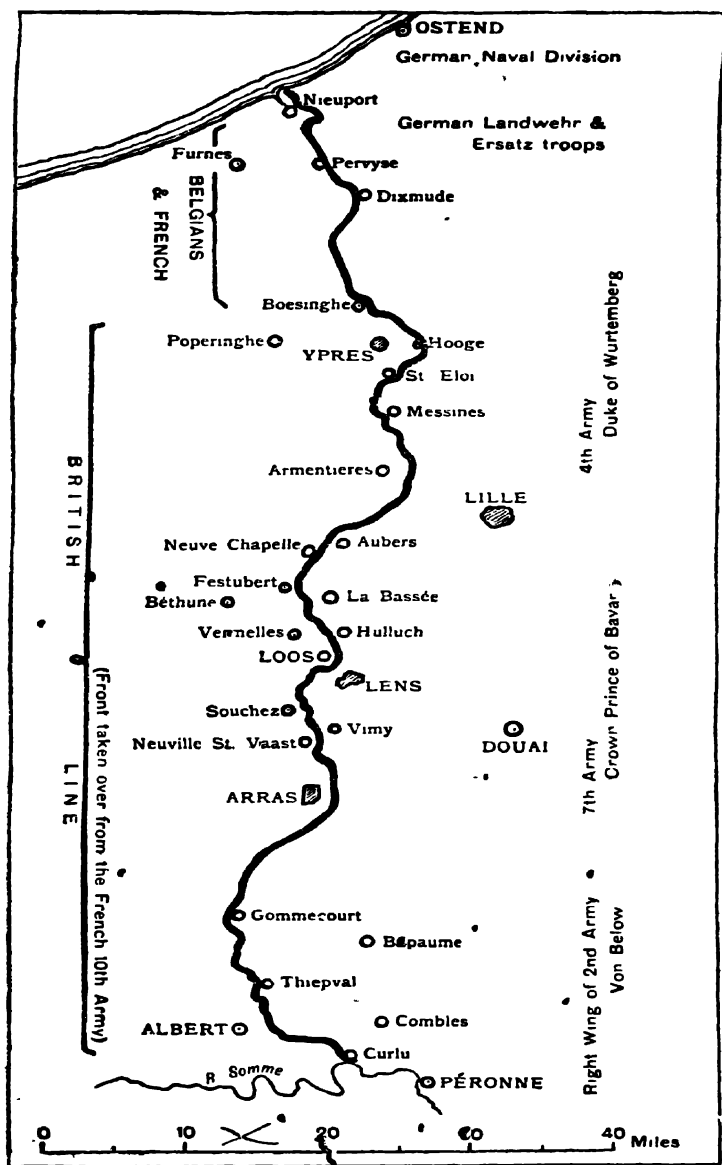 OSTEND
German Naval Division
Nieuport
German Landwehr &
Ersatz troops
Furnes
Pervyse
BELGIANS
& FRENCH
Dixmude
Boesinghe
Poperinghe
YPRES
Hooge
St Eloi
Messines
4th Army
Duke of Wurtemberg
Armentieres
LILLE
BRITISH
Neuve Chapelle
Aubers
Festubert
La Bassée
Béthune
Vermelles
Hulluch
LOOS
LENS
7th Army
Crown Prince of Bavar
Souchez
Vimy
DOUAI
Neuville St. Vaast
LINE
(Front taken over from the French 10th Army)
ARRAS
Gommecourt
Bapaume
Right Wing of 2nd Army
Von Below
Thiepval
ALBERT
Combles
Curlu
R Somme
PÉRONNE
0 10 20 30 40 Miles